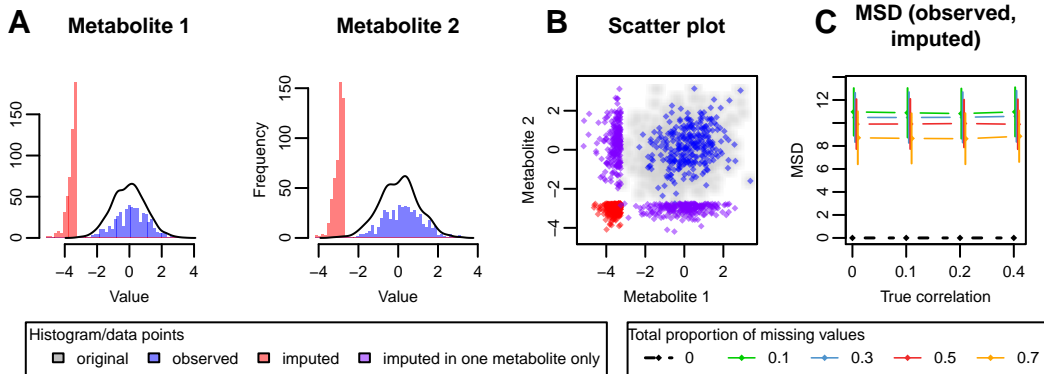 A
Metabolite 1
Metabolite 2
B
Scatter plot
C
MSD (observed,
imputed)
0 50 100 150
−4 −2 0 2 4
Value
Frequency
0 50 100 150
−4 −2 0 2 4
Value
Metabolite 2
−4 −2 0 2
−4 −2 0 2
Metabolite 1
MSD
0 2 4 6 8 12
0 0.1 0.2 0.4
True correlation
Histogram/data points
original observed imputed imputed in one metabolite only
Total proportion of missing values
0 0.1 0.3 0.5 0.7